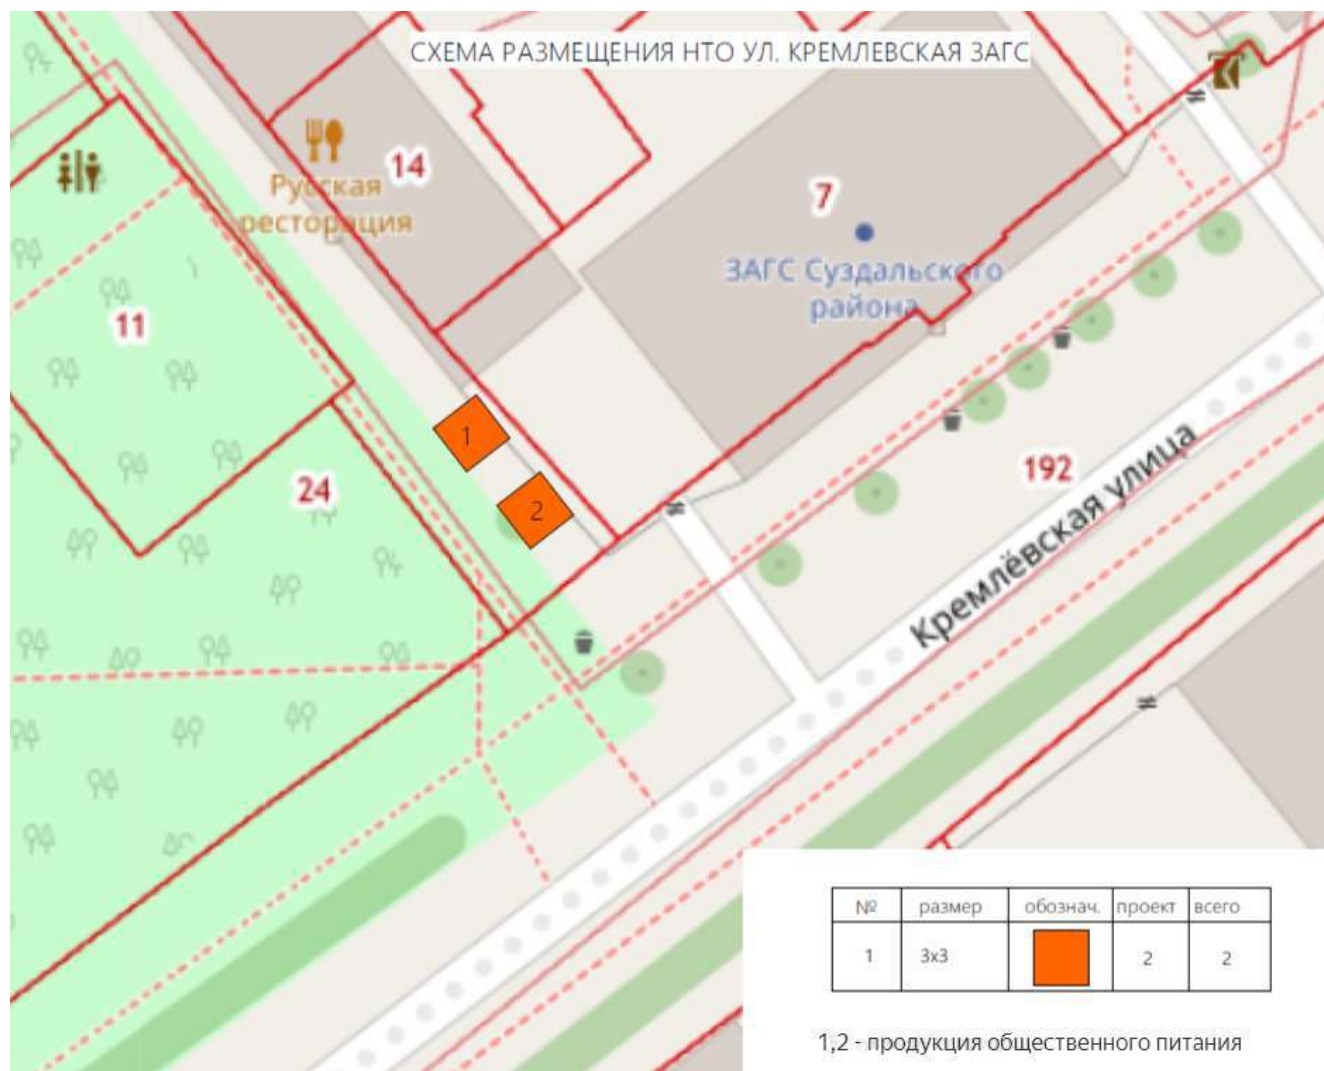 СХЕМА РАЗМЕЩЕНИЯ НТО УЛ. КРЕМЛЕВСКАЯ ЗАГС
14
Русская
ресторация
7
ЗАГС Суздальского
района
11
1
24
2
192
Кремлёвская улица
№ размер обознач. проект всего
1 3х3 2 2
1,2 - продукция общественного питания